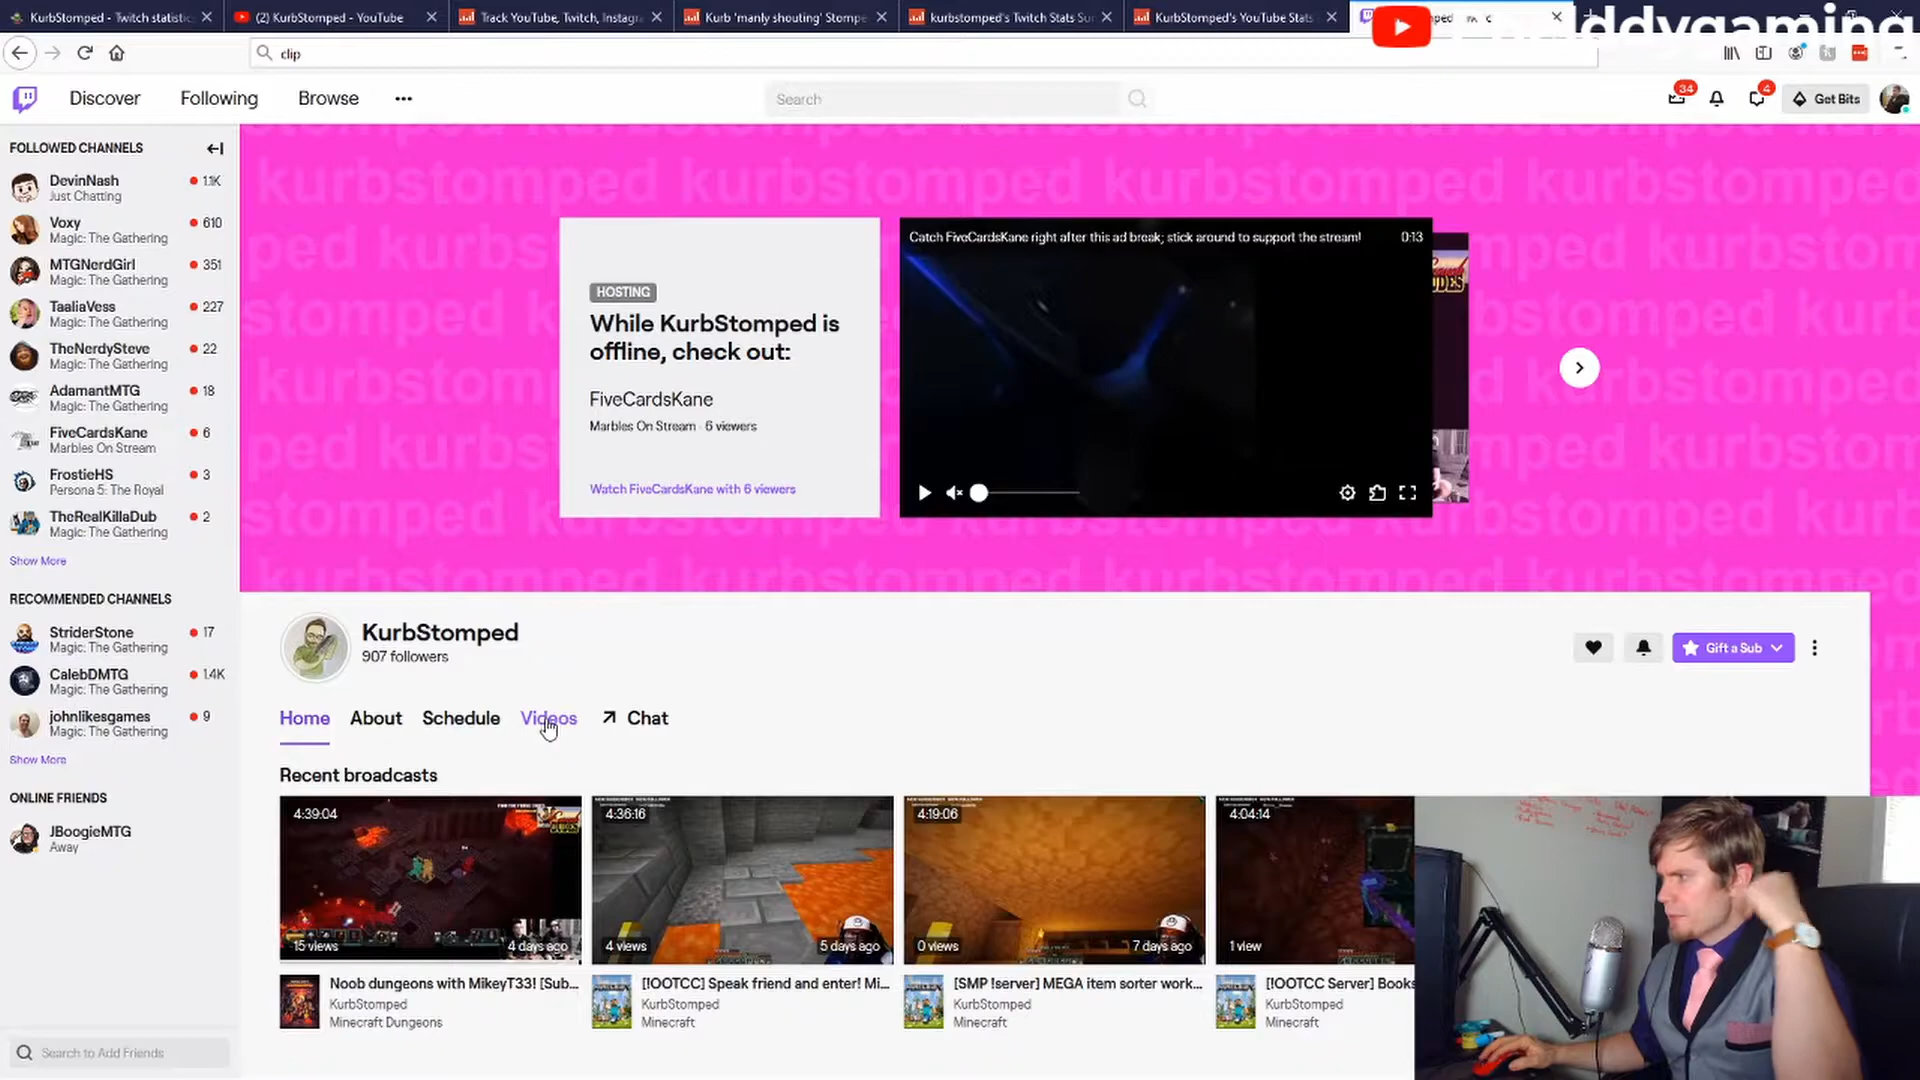 KurbStomped - Twitch statistic
(2) KurbStomped - YouTube
Track YouTube, Twitch, Instagr
Kurb 'manly shouting' Stompe
kurbstomped's Twitch Stats Su
KurbStomped's YouTube Stats
clip
Discover
Following
Browse
Search
34
4
Get Bits
FOLLOWED CHANNELS
DevinNash
1.1K
Just Chatting
Voxy
610
Magic: The Gathering
MTGNerdGirl
351
Magic: The Gathering
TaaliaVess
227
Magic: The Gathering
TheNerdySteve
22
Magic: The Gathering
AdamantMTG
18
Magic: The Gathering
FiveCardsKane
6
Marbles On Stream
FrostieHS
3
Persona 5: The Royal
TheRealKillaDub
2
Magic: The Gathering
Show More
RECOMMENDED CHANNELS
StriderStone
17
Magic: The Gathering
CalebDMTG
1.4K
Magic: The Gathering
johnlikesgames
9
Magic: The Gathering
Show More
ONLINE FRIENDS
JBoogieMTG
Away
Search to Add Friends
kurbstomped kurbstomped kurbstomped kurbstomped
HOSTING
While KurbStomped is
offline, check out:
FiveCardsKane
Marbles On Stream · 6 viewers
Watch FiveCardsKane with 6 viewers
Catch FiveCardsKane right after this ad break; stick around to support the stream!
0:13
KurbStomped
907 followers
Gift a Sub
Home
About
Schedule
Videos
Chat
Recent broadcasts
4:39:04
15 views
4 days ago
Noob dungeons with MikeyT33! [Sub...
KurbStomped
Minecraft Dungeons
4:36:16
4 views
5 days ago
[!OOTCC] Speak friend and enter! Mi...
KurbStomped
Minecraft
4:19:06
0 views
7 days ago
[SMP !server] MEGA item sorter work...
KurbStomped
Minecraft
4:04:14
1 view
[!OOTCC Server] Books
KurbStomped
Minecraft